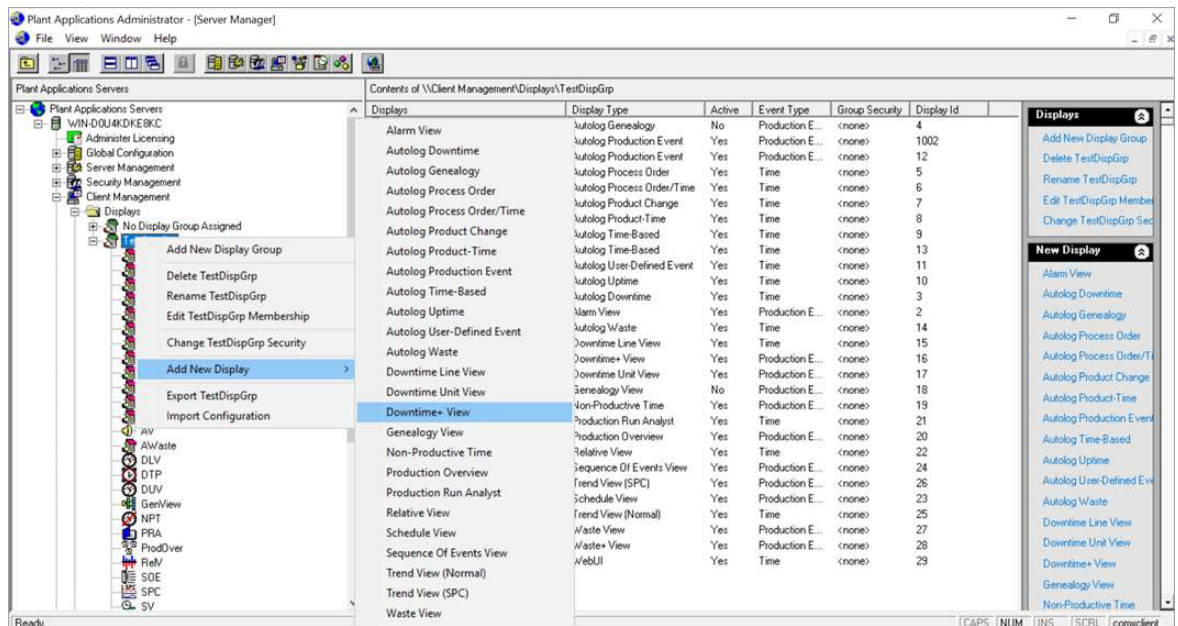 Plant Applications Administrator - [Server Manager]
File View Window Help
Plant Applications Servers
Contents of \\Client Management\Displays\TestDispGrp
Plant Applications Servers
WIN-D0U4KDKE8KC
Administer Licensing
Global Configuration
Server Management
Security Management
Client Management
Displays
No Display Group Assigned
Te
AV
AWaste
DLV
DTP
DUV
GenView
NPT
PRA
ProdOver
RelV
SOE
SPC
SV
Add New Display Group
Delete TestDispGrp
Rename TestDispGrp
Edit TestDispGrp Membership
Change TestDispGrp Security
Add New Display >
Export TestDispGrp
Import Configuration
Alarm View
Autolog Downtime
Autolog Genealogy
Autolog Process Order
Autolog Process Order/Time
Autolog Product Change
Autolog Product-Time
Autolog Production Event
Autolog Time-Based
Autolog Uptime
Autolog User-Defined Event
Autolog Waste
Downtime Line View
Downtime Unit View
Downtime+ View
Genealogy View
Non-Productive Time
Production Overview
Production Run Analyst
Relative View
Schedule View
Sequence Of Events View
Trend View (Normal)
Trend View (SPC)
Waste View
Displays Display Type Active Event Type Group Security Display Id
Autolog Genealogy No Production E... <none> 4
Autolog Production Event Yes Production E... <none> 1002
Autolog Production Event Yes Production E... <none> 12
Autolog Process Order Yes Time <none> 5
Autolog Process Order/Time Yes Time <none> 6
Autolog Product Change Yes Time <none> 7
Autolog Product-Time Yes Time <none> 8
Autolog Time-Based Yes Time <none> 9
Autolog Time-Based Yes Time <none> 13
Autolog User-Defined Event Yes Time <none> 11
Autolog Uptime Yes Time <none> 10
Autolog Downtime Yes Time <none> 3
Alarm View Yes Production E... <none> 2
Autolog Waste Yes Time <none> 14
Downtime Line View Yes Time <none> 15
Downtime+ View Yes Production E... <none> 16
Downtime Unit View Yes Production E... <none> 17
Genealogy View No Production E... <none> 18
Non-Productive Time Yes Production E... <none> 19
Production Run Analyst Yes Time <none> 21
Production Overview Yes Production E... <none> 20
Relative View Yes Time <none> 22
Sequence Of Events View Yes Production E... <none> 24
Trend View (SPC) Yes Production E... <none> 26
Schedule View Yes Production E... <none> 23
Trend View (Normal) Yes Time <none> 25
Waste View Yes Production E... <none> 27
Waste+ View Yes Production E... <none> 28
WebUI Yes Time <none> 29
Displays
Add New Display Group
Delete TestDispGrp
Rename TestDispGrp
Edit TestDispGrp Member
Change TestDispGrp Sec
New Display
Alarm View
Autolog Downtime
Autolog Genealogy
Autolog Process Order
Autolog Process Order/Ti
Autolog Product Change
Autolog Product-Time
Autolog Production Event
Autolog Time-Based
Autolog Uptime
Autolog User-Defined Eve
Autolog Waste
Downtime Line View
Downtime Unit View
Downtime+ View
Genealogy View
Non-Productive Time
Ready
CAPS NUM INS SCRL comxclient